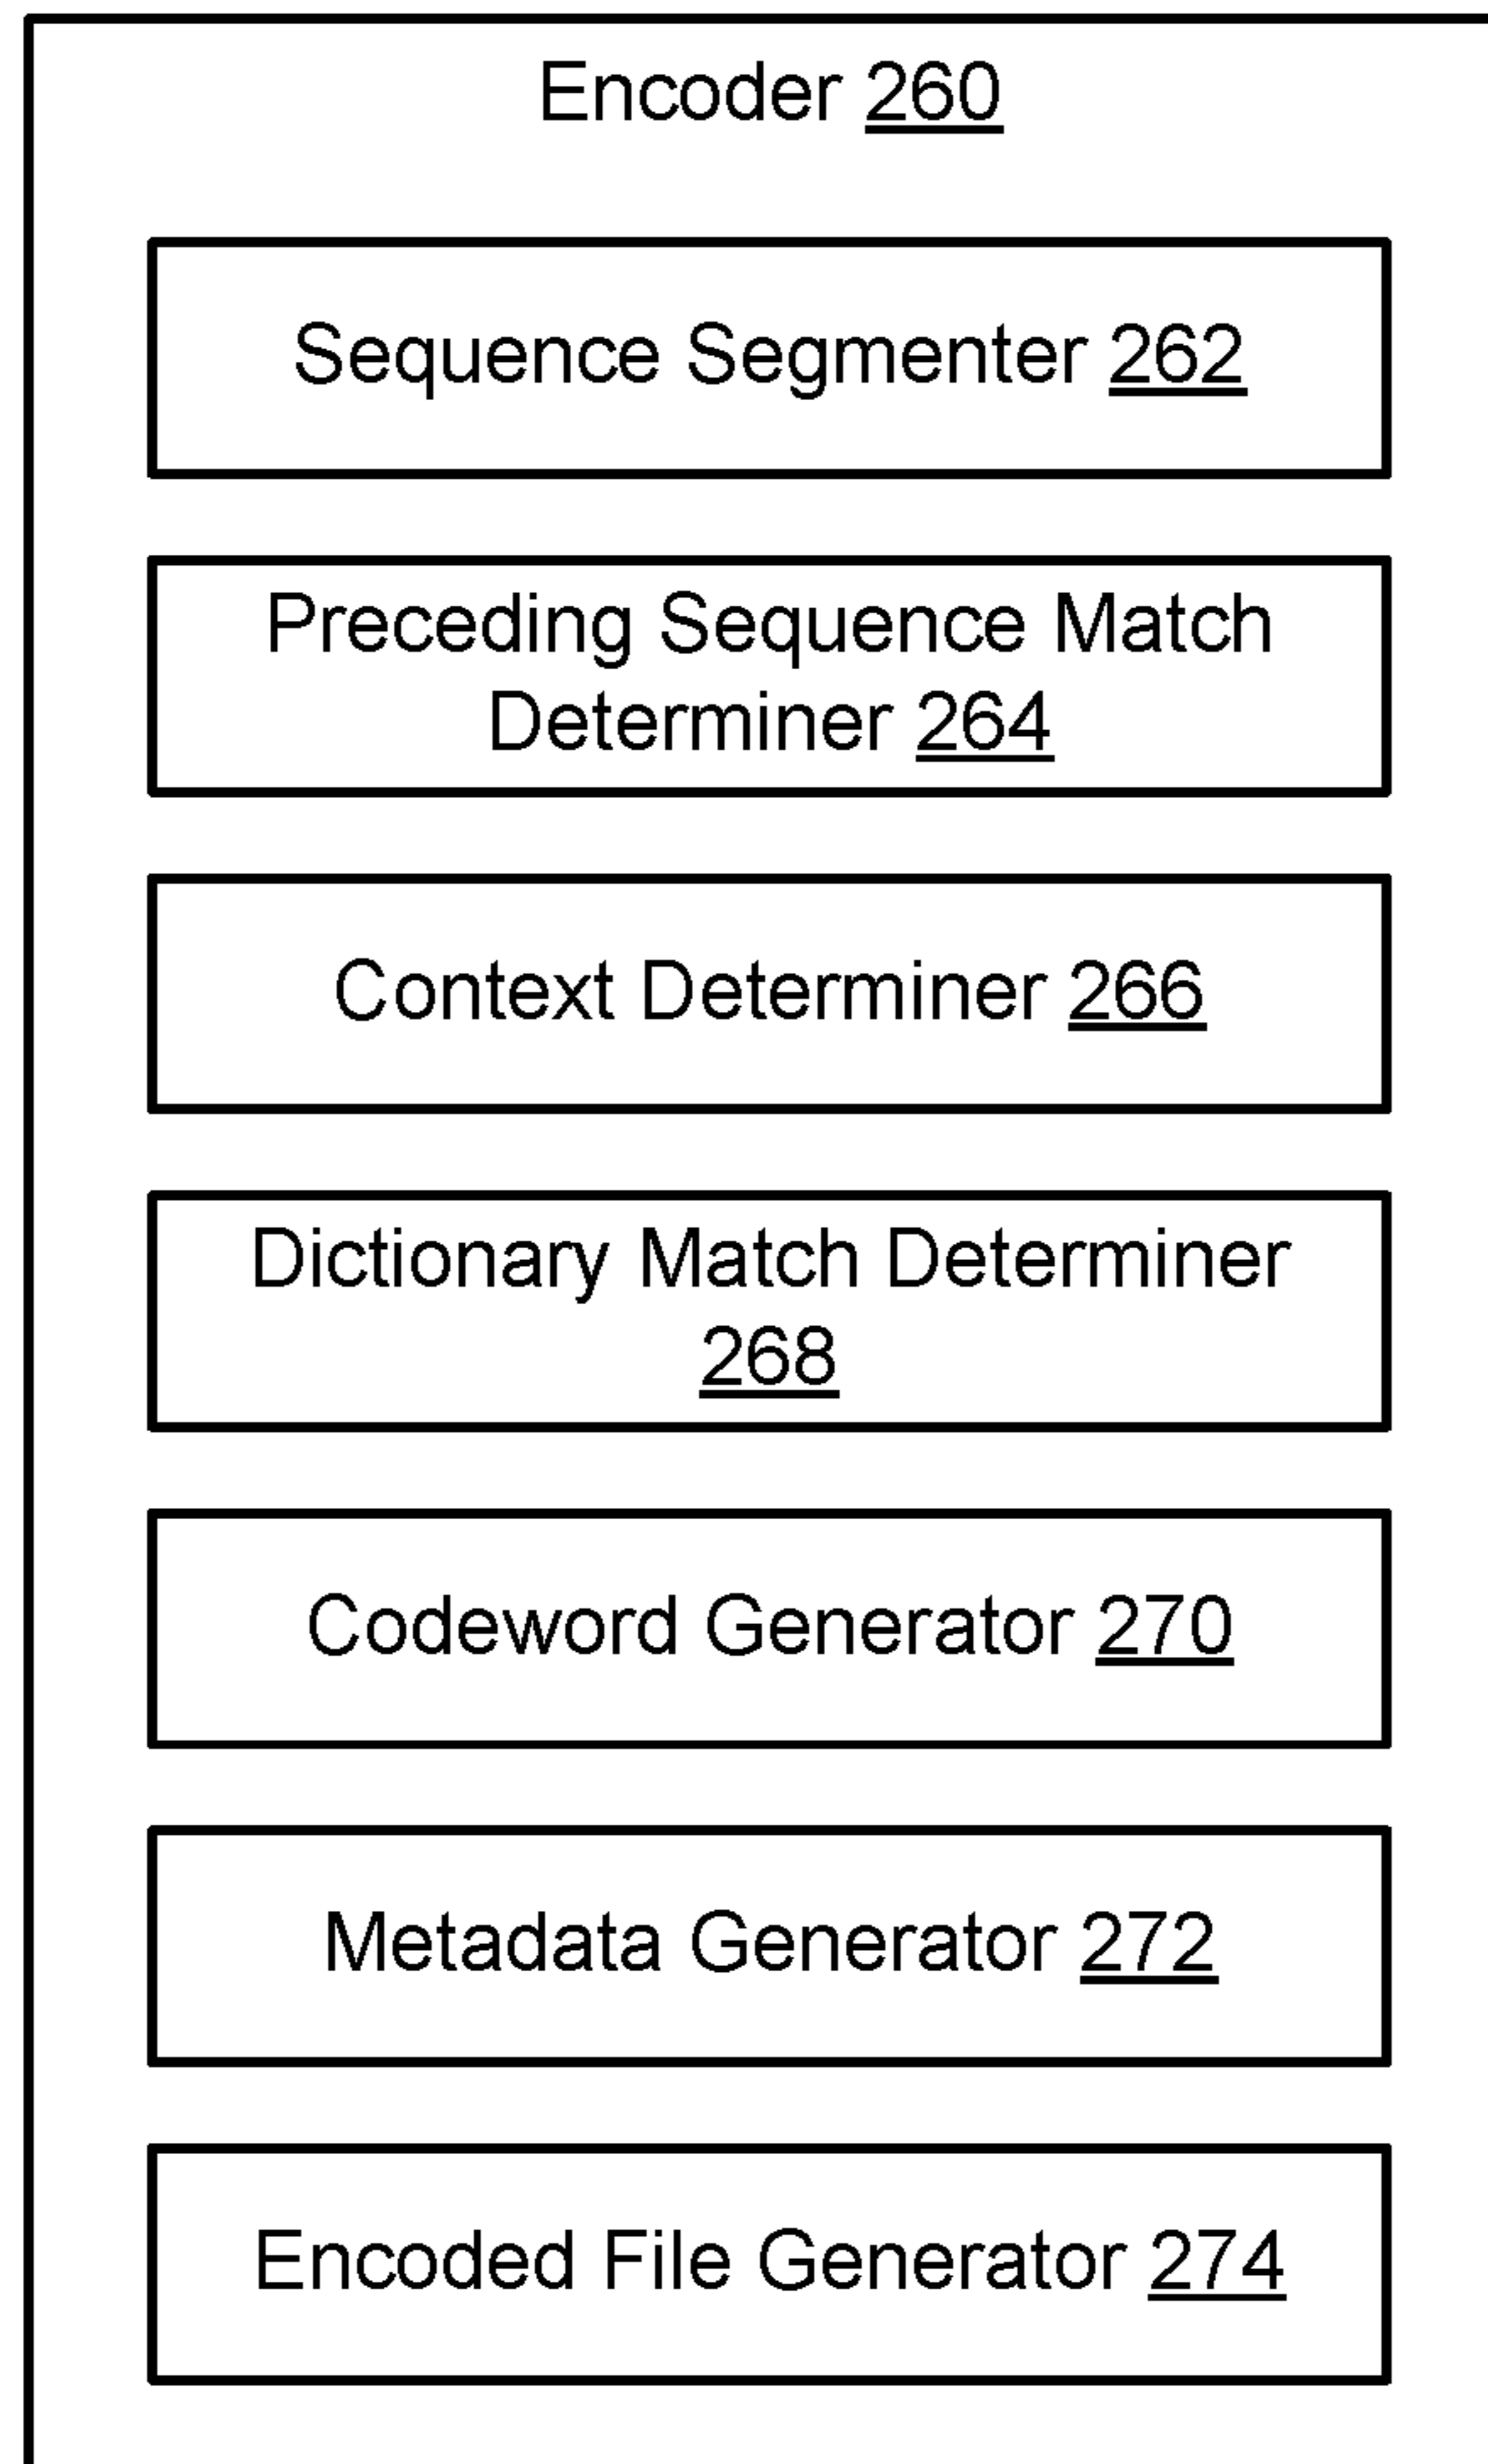 Encoder 260
Sequence Segmenter 262
Preceding Sequence Match
Determiner 264
Context Determiner 266
Dictionary Match Determiner
268
Codeword Generator 270
Metadata Generator 272
Encoded File Generator 274